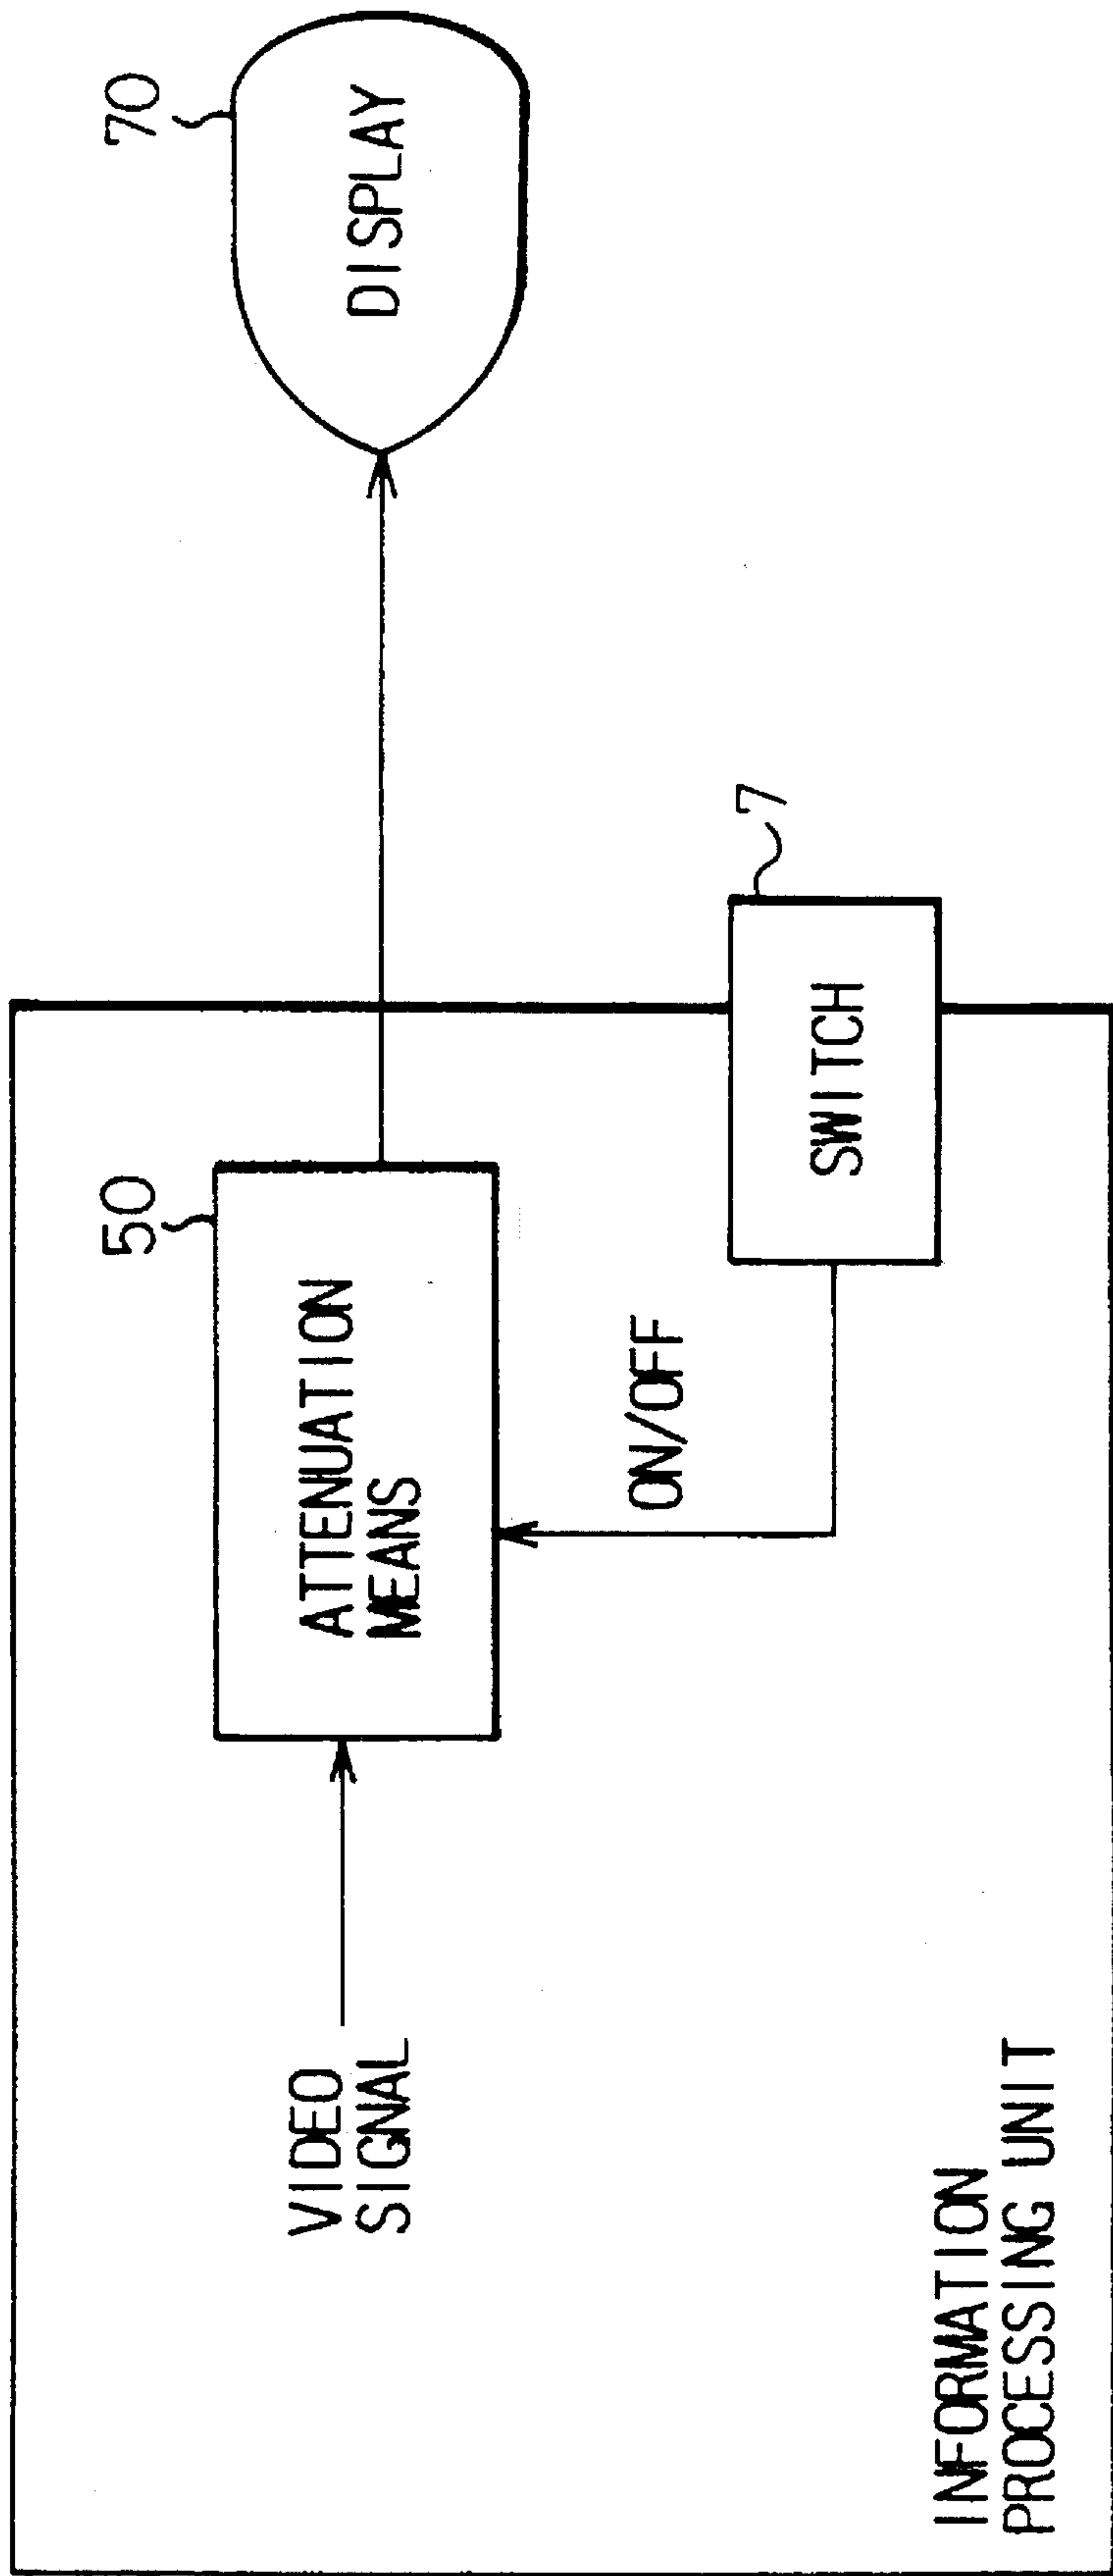 70
DISPLAY
50
ATTENUATION
MEANS
VIDEO
SIGNAL
ON/OFF
7
SWITCH
INFORMATION
PROCESSING UNIT